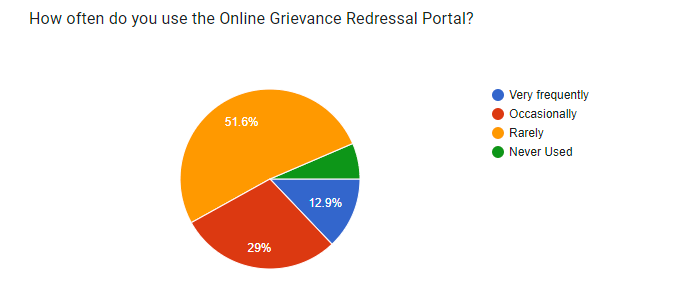 How often do you use the Online Grievance Redressal Portal?
51.6%
12.9%
29%
Very frequently
Occasionally
Rarely
Never Used